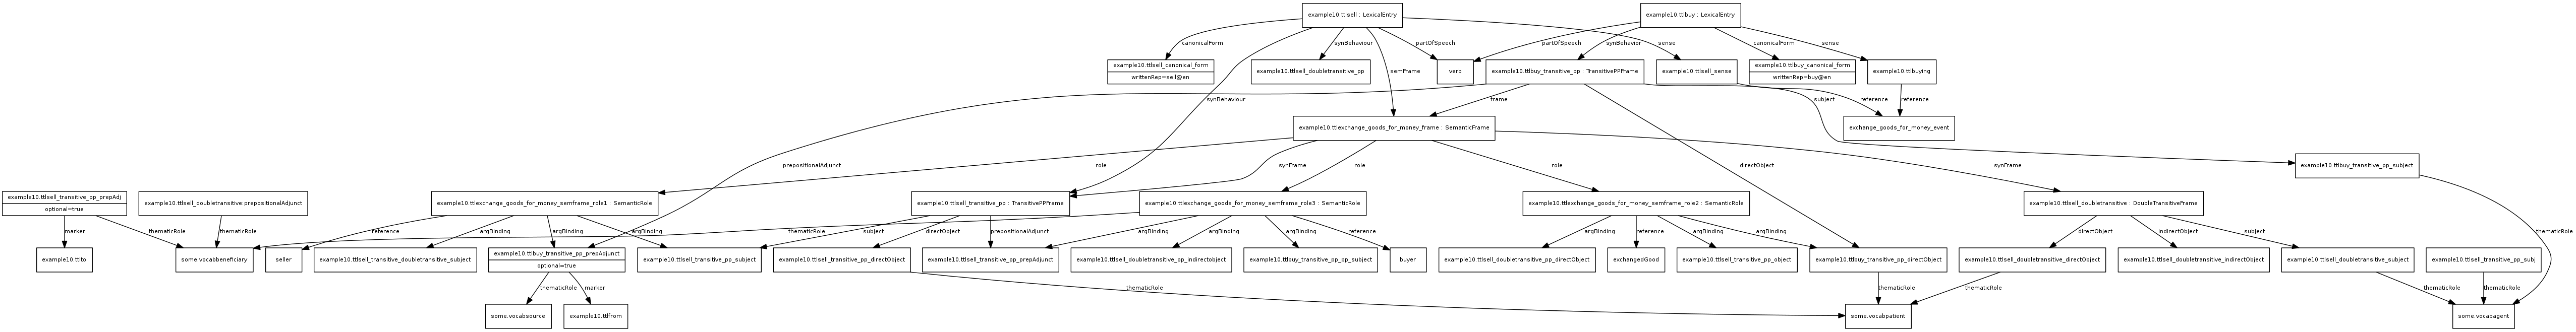 example10.ttlsell : LexicalEntry
example10.ttlbuy : LexicalEntry
canonicalForm
synBehaviour
partOfSpeech
sense
partOfSpeech
synBehavior
canonicalForm
sense
example10.ttlsell_canonical_form
writtenRep=sell@en
example10.ttlsell_doubletransitive_pp
semFrame
verb
example10.ttlbuy_transitive_pp : TransitivePPFrame
example10.ttlsell_sense
example10.ttlbuy_canonical_form
writtenRep=buy@en
example10.ttlbuying
synBehaviour
frame
subject
reference
reference
example10.ttlexchange_goods_for_money_frame : SemanticFrame
exchange_goods_for_money_event
prepositionalAdjunct
role
synFrame
role
role
directObject
synFrame
example10.ttlbuy_transitive_pp_subject
example10.ttlsell_transitive_pp_prepAdj
optional=true
example10.ttlsell_doubletransitive:prepositionalAdjunct
example10.ttlexchange_goods_for_money_semframe_role1 : SemanticRole
example10.ttlsell_transitive_pp : TransitivePPFrame
example10.ttlexchange_goods_for_money_semframe_role3 : SemanticRole
example10.ttlexchange_goods_for_money_semframe_role2 : SemanticRole
example10.ttlsell_doubletransitive : DoubleTransitiveFrame
marker
thematicRole
thematicRole
reference
argBinding
argBinding
argBinding
thematicRole
subject
directObject
prepositionalAdjunct
argBinding
argBinding
argBinding
reference
argBinding
reference
argBinding
argBinding
directObject
indirectObject
subject
thematicRole
example10.ttlto
some.vocabbeneficiary
seller
example10.ttlsell_transitive_doubletransitive_subject
example10.ttlbuy_transitive_pp_prepAdjunct
optional=true
example10.ttlsell_transitive_pp_subject
example10.ttlsell_transitive_pp_directObject
example10.ttlsell_transitive_pp_prepAdjunct
example10.ttlsell_doubletransitive_pp_indirectobject
example10.ttlbuy_transitive_pp_pp_subject
buyer
example10.ttlsell_doubletransitive_pp_directObject
exchangedGood
example10.ttlsell_transitive_pp_object
example10.ttlbuy_transitive_pp_directObject
example10.ttlsell_doubletransitive_directObject
example10.ttlsell_doubletransitive_indirectObject
example10.ttlsell_doubletransitive_subject
example10.ttlsell_transitive_pp_subj
thematicRole
marker
thematicRole
thematicRole
thematicRole
thematicRole
thematicRole
some.vocabsource
example10.ttlfrom
some.vocabpatient
some.vocabagent